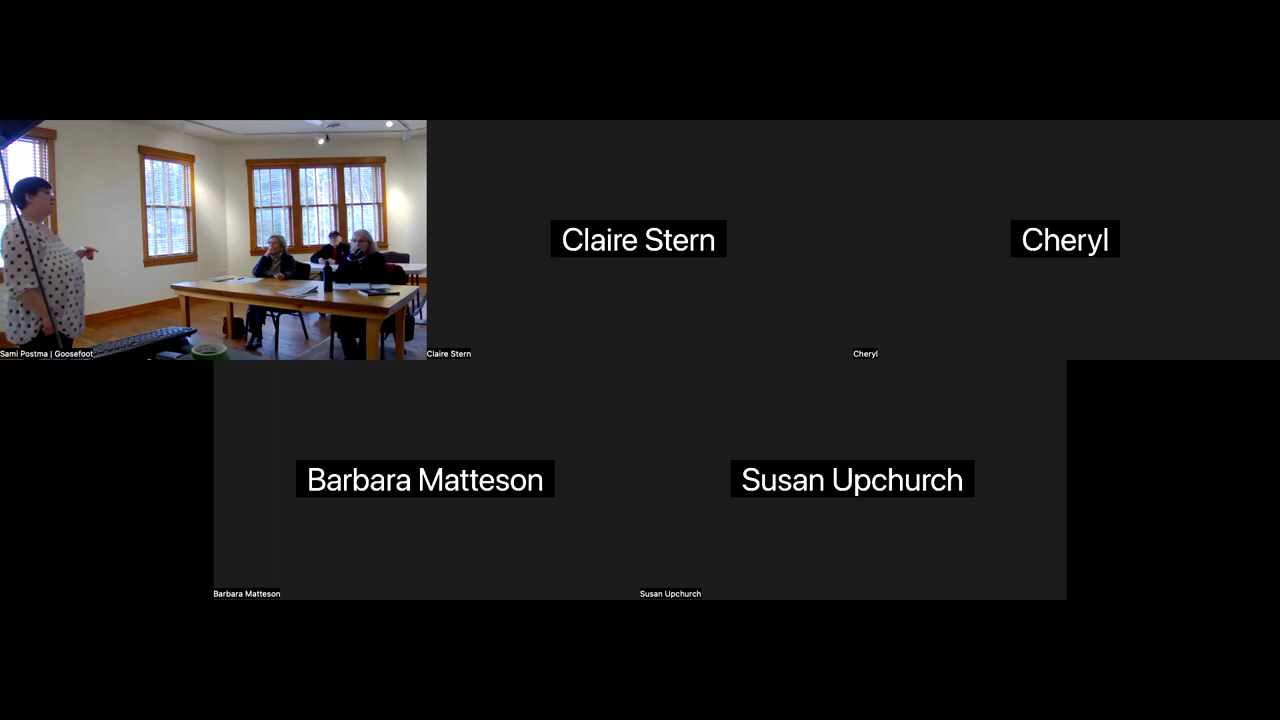 Claire Stern
Cheryl
Sami Postma | Goosefoot
Claire Stern
Cheryl
Barbara Matteson
Susan Upchurch
Barbara Matteson
Susan Upchurch